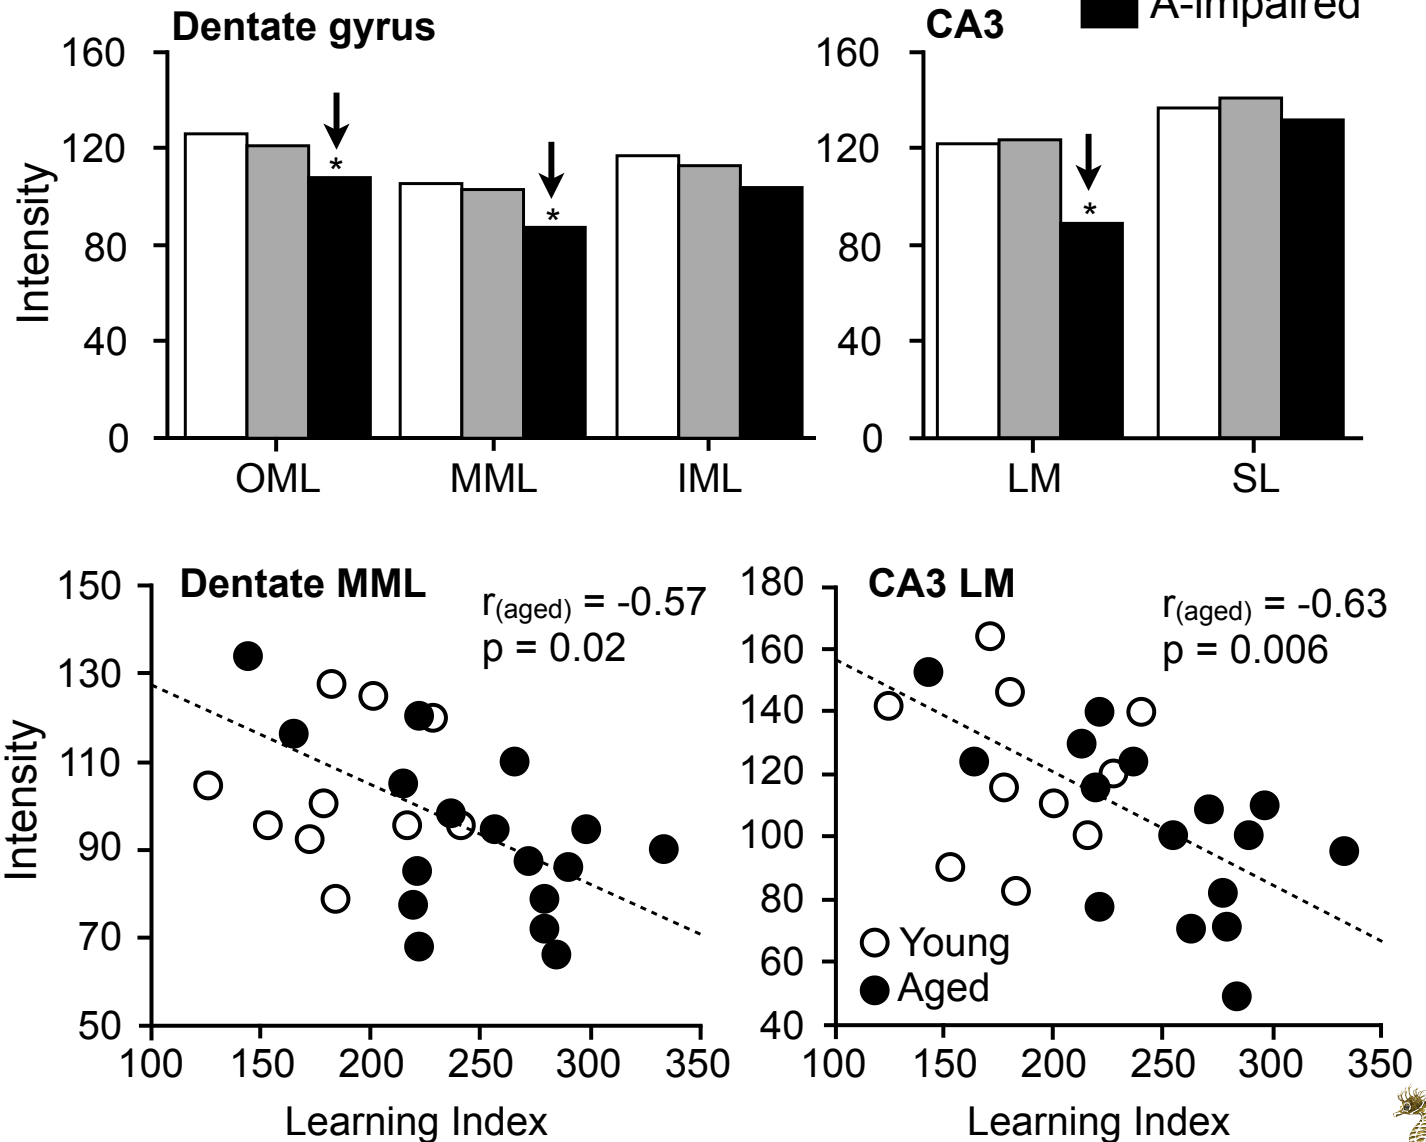 Dentate gyrus
CA3
A-impaired
Intensity
160
120
80
40
0
*
*
OML
MML
IML
160
120
80
40
0
*
LM
SL
Dentate MML
r(aged) = -0.57
p = 0.02
Intensity
150
130
110
90
70
50
100 150 200 250 300 350
Learning Index
CA3 LM
r(aged) = -0.63
p = 0.006
180
160
140
120
100
80
60
40
Young
Aged
100 150 200 250 300 350
Learning Index